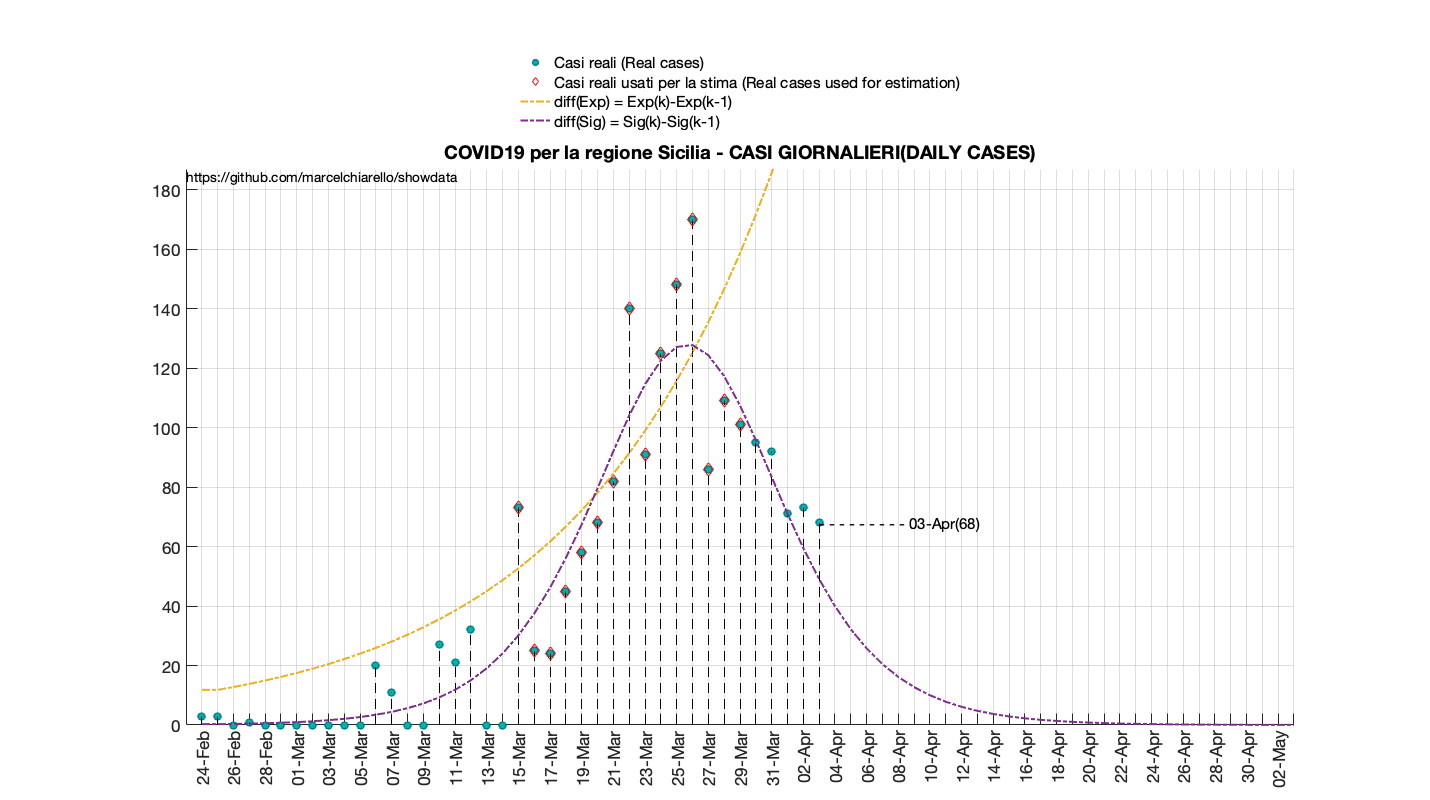 Casi reali (Real cases)
Casi reali usati per la stima (Real cases used for estimation)
diff(Exp) = Exp(k)-Exp(k-1)
diff(Sig) = Sig(k)-Sig(k-1)
COVID19 per la regione Sicilia - CASI GIORNALIERI(DAILY CASES)
https://github.com/marcelchiarello/showdata
180
160
140
120
100
80
60
40
20
0
03-Apr(68)
24-Feb
26-Feb
28-Feb
01-Mar
03-Mar
05-Mar
07-Mar
09-Mar
11-Mar
13-Mar
15-Mar
17-Mar
19-Mar
21-Mar
23-Mar
25-Mar
27-Mar
29-Mar
31-Mar
02-Apr
04-Apr
06-Apr
08-Apr
10-Apr
12-Apr
14-Apr
16-Apr
18-Apr
20-Apr
22-Apr
24-Apr
26-Apr
28-Apr
30-Apr
02-May